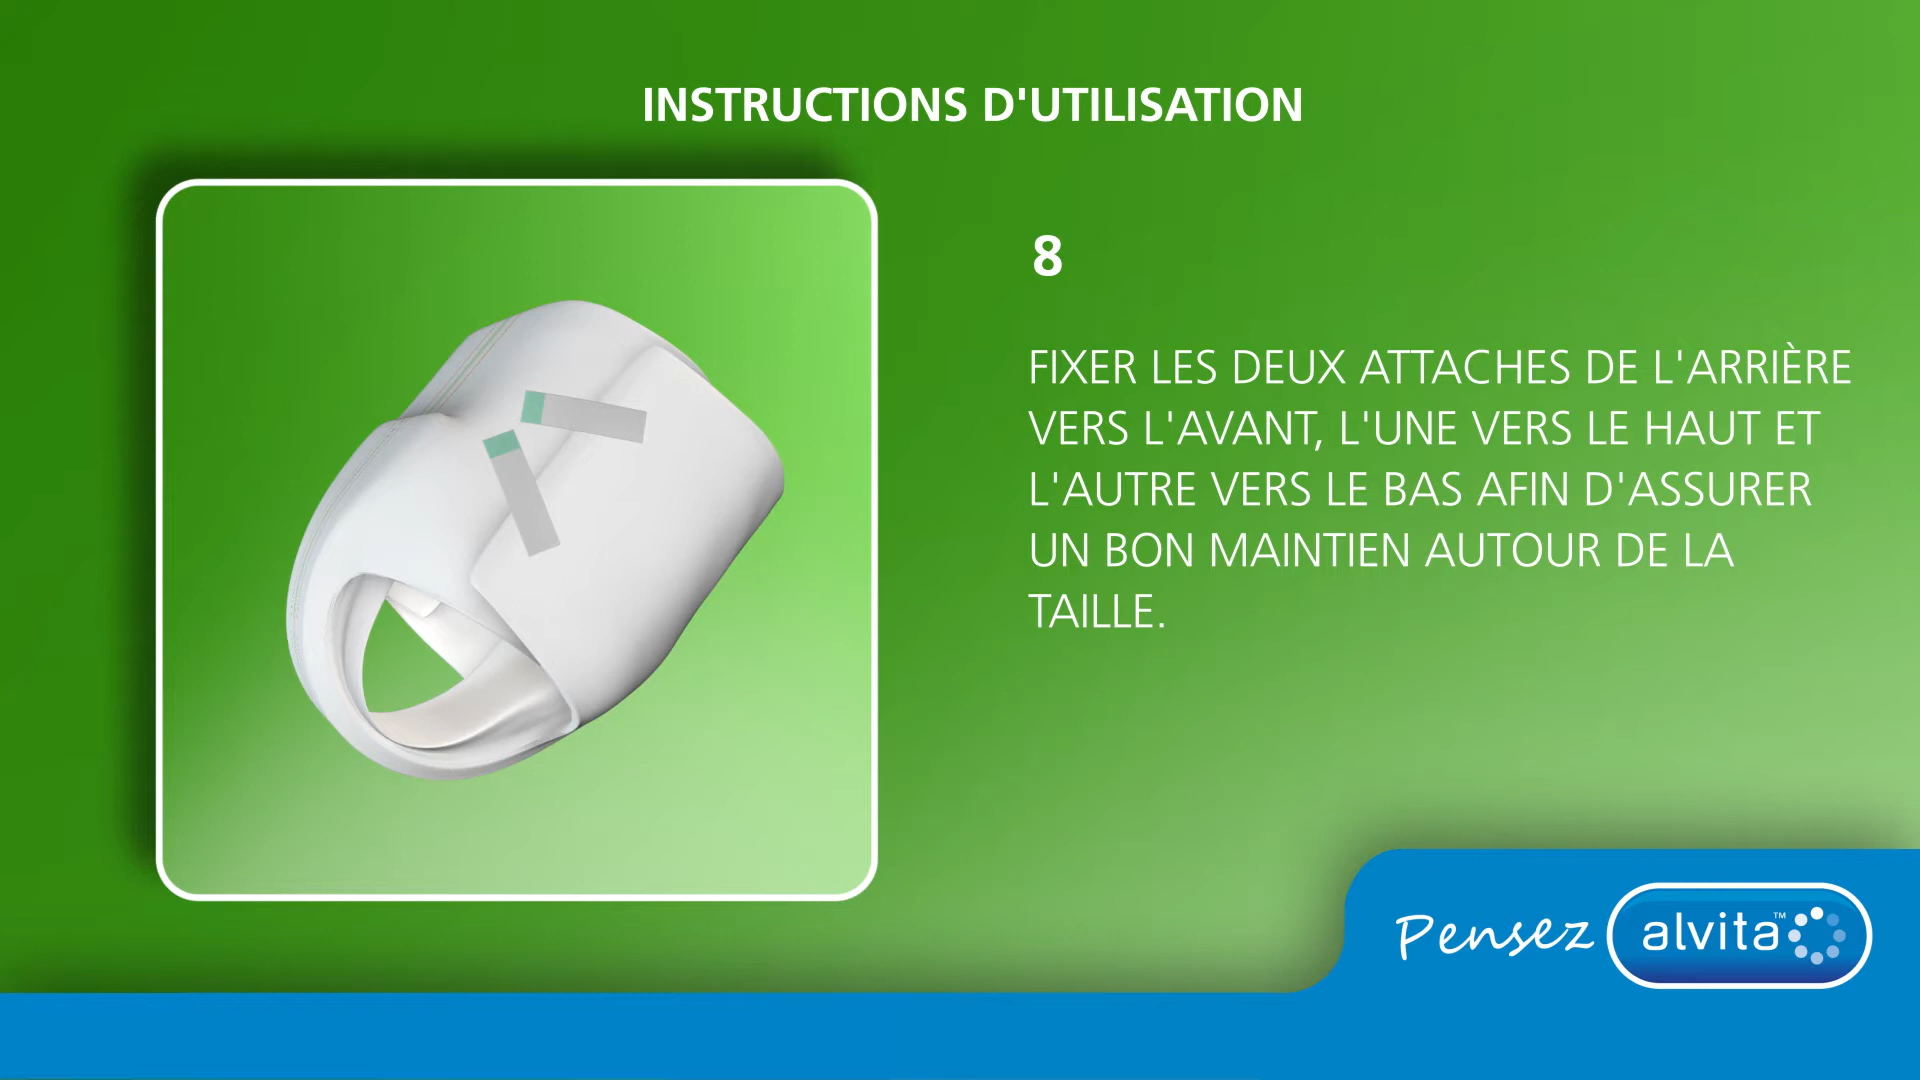 INSTRUCTIONS D'UTILISATION
8
FIXER LES DEUX ATTACHES DE L'ARRIÈRE
VERS L'AVANT, L'UNE VERS LE HAUT ET
L'AUTRE VERS LE BAS AFIN D'ASSURER
UN BON MAINTIEN AUTOUR DE LA
TAILLE.
Pensez alvita™